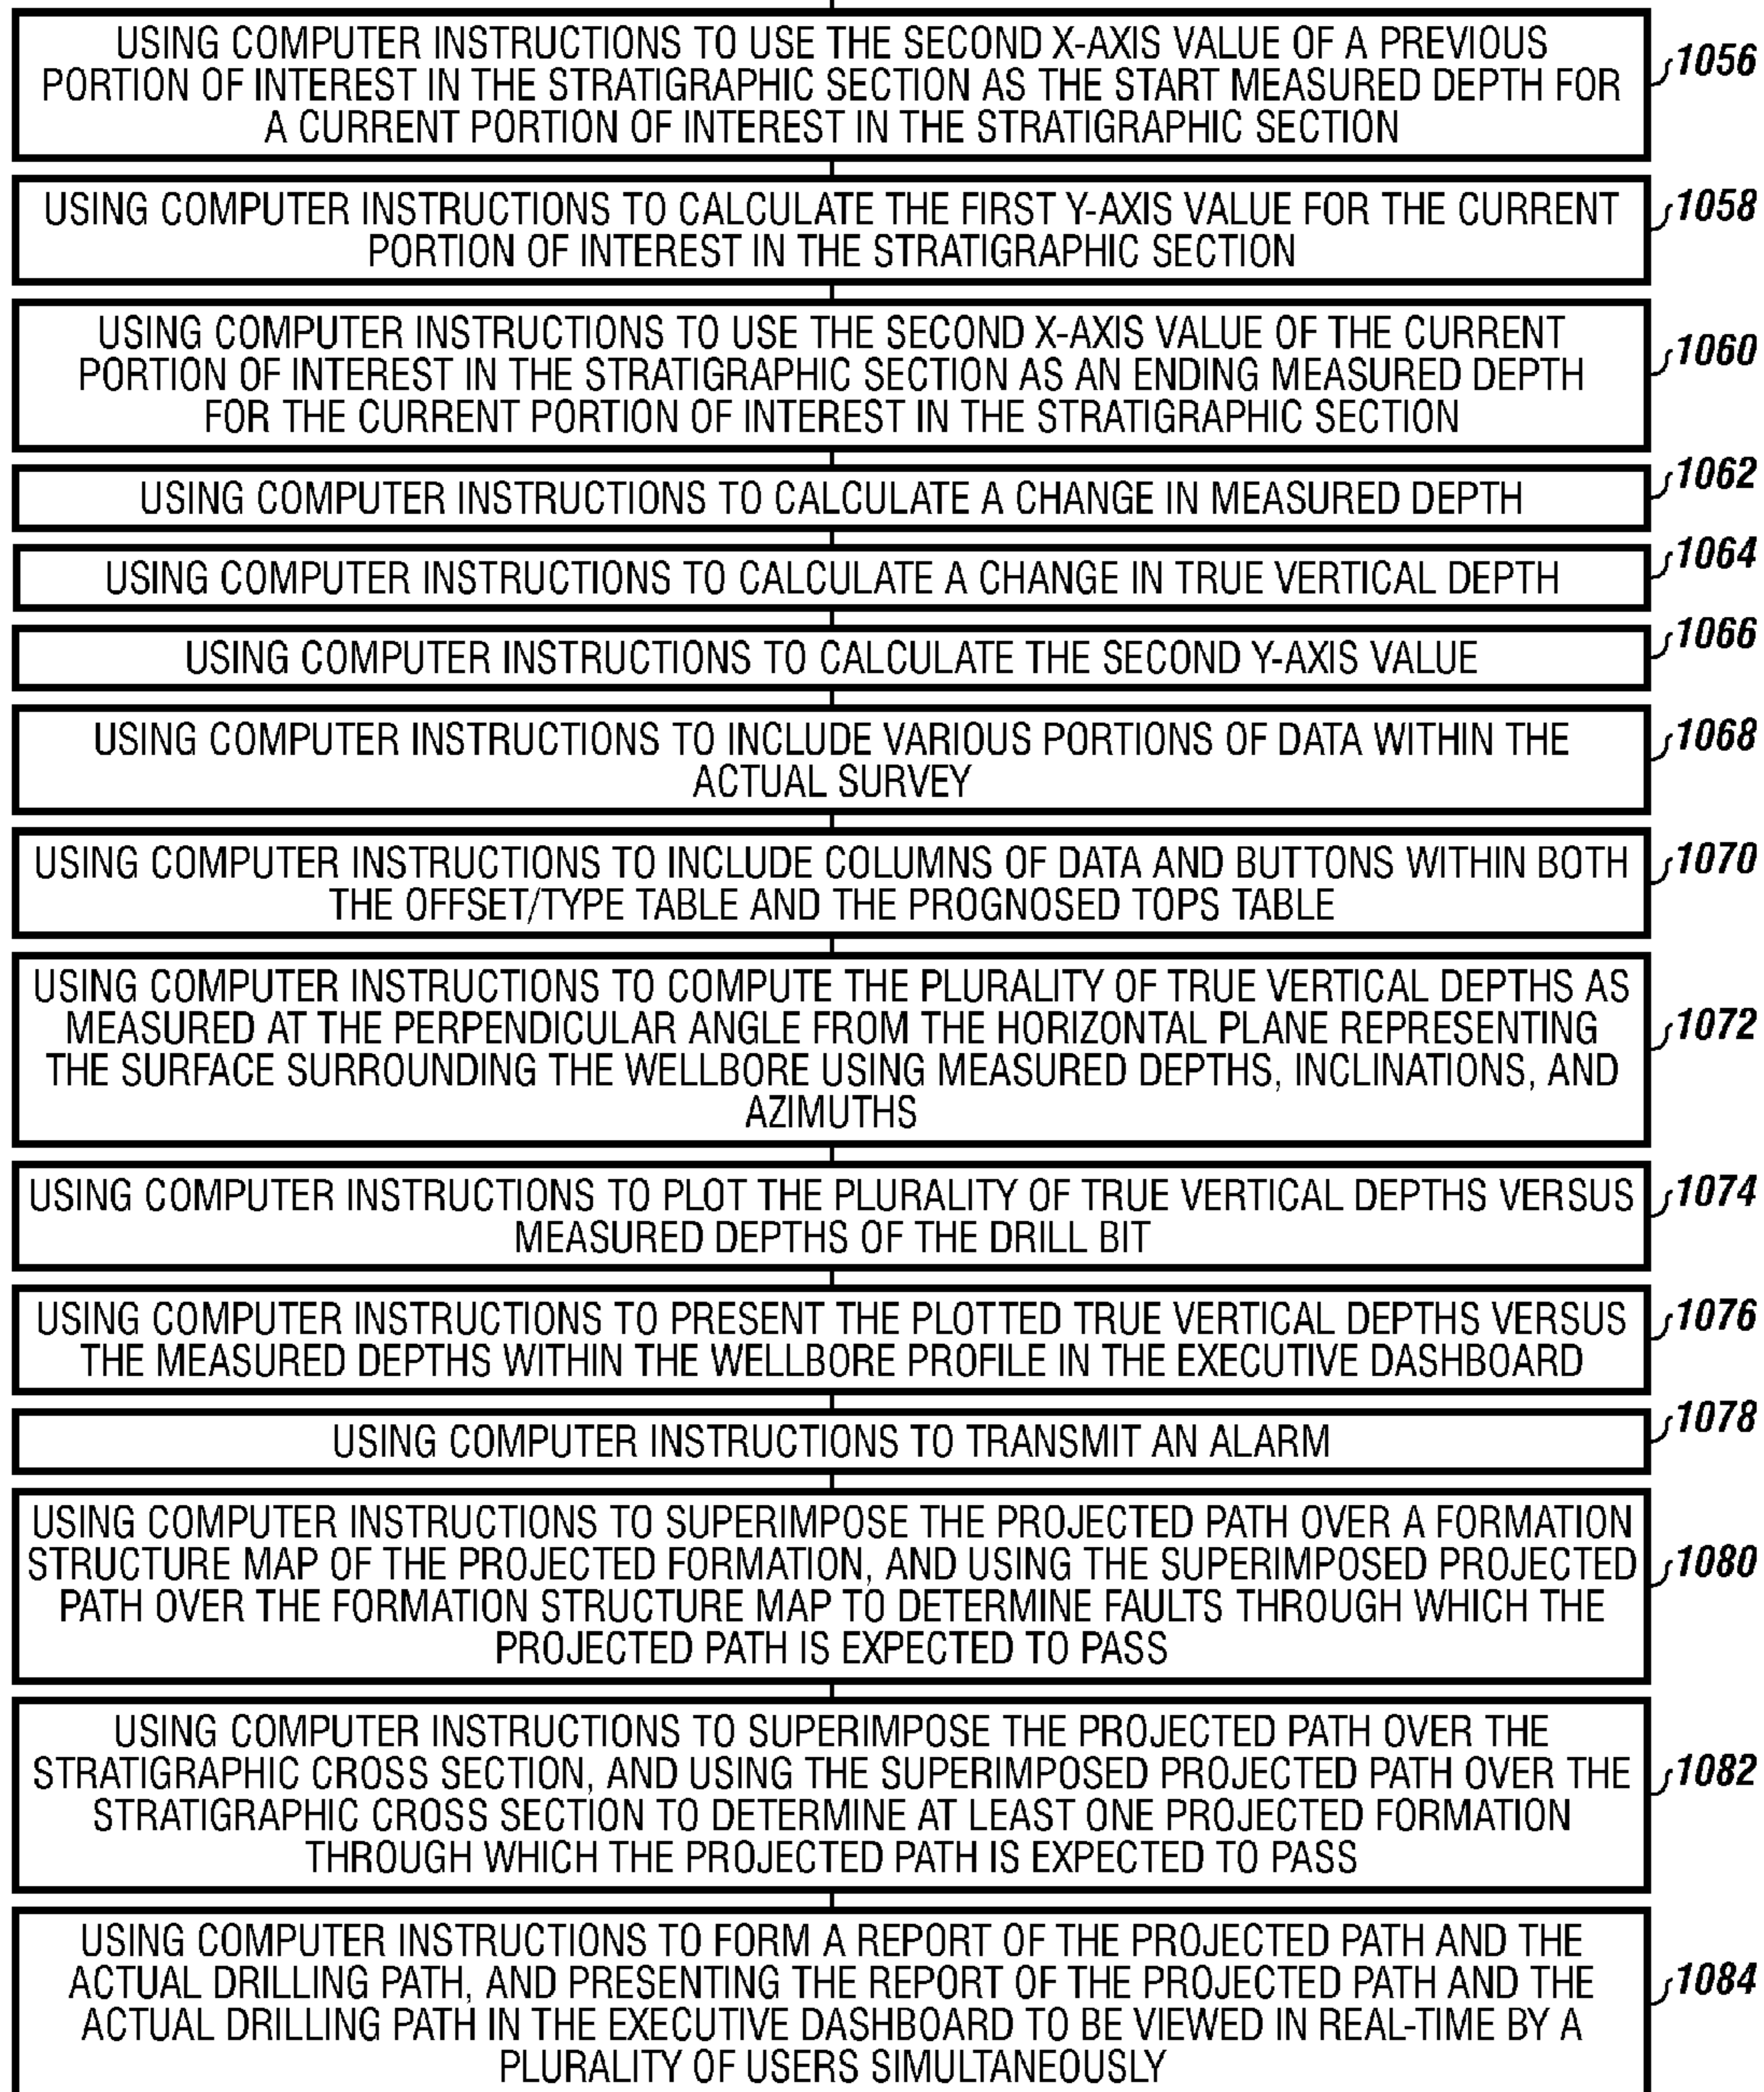 USING COMPUTER INSTRUCTIONS TO USE THE SECOND X-AXIS VALUE OF A PREVIOUS
PORTION OF INTEREST IN THE STRATIGRAPHIC SECTION AS THE START MEASURED DEPTH FOR
A CURRENT PORTION OF INTEREST IN THE STRATIGRAPHIC SECTION
1056
USING COMPUTER INSTRUCTIONS TO CALCULATE THE FIRST Y-AXIS VALUE FOR THE CURRENT
PORTION OF INTEREST IN THE STRATIGRAPHIC SECTION
1058
USING COMPUTER INSTRUCTIONS TO USE THE SECOND X-AXIS VALUE OF THE CURRENT
PORTION OF INTEREST IN THE STRATIGRAPHIC SECTION AS AN ENDING MEASURED DEPTH
FOR THE CURRENT PORTION OF INTEREST IN THE STRATIGRAPHIC SECTION
1060
USING COMPUTER INSTRUCTIONS TO CALCULATE A CHANGE IN MEASURED DEPTH
1062
USING COMPUTER INSTRUCTIONS TO CALCULATE A CHANGE IN TRUE VERTICAL DEPTH
1064
USING COMPUTER INSTRUCTIONS TO CALCULATE THE SECOND Y-AXIS VALUE
1066
USING COMPUTER INSTRUCTIONS TO INCLUDE VARIOUS PORTIONS OF DATA WITHIN THE
ACTUAL SURVEY
1068
USING COMPUTER INSTRUCTIONS TO INCLUDE COLUMNS OF DATA AND BUTTONS WITHIN BOTH
THE OFFSET/TYPE TABLE AND THE PROGNOSED TOPS TABLE
1070
USING COMPUTER INSTRUCTIONS TO COMPUTE THE PLURALITY OF TRUE VERTICAL DEPTHS AS
MEASURED AT THE PERPENDICULAR ANGLE FROM THE HORIZONTAL PLANE REPRESENTING
THE SURFACE SURROUNDING THE WELLBORE USING MEASURED DEPTHS, INCLINATIONS, AND
AZIMUTHS
1072
USING COMPUTER INSTRUCTIONS TO PLOT THE PLURALITY OF TRUE VERTICAL DEPTHS VERSUS
MEASURED DEPTHS OF THE DRILL BIT
1074
USING COMPUTER INSTRUCTIONS TO PRESENT THE PLOTTED TRUE VERTICAL DEPTHS VERSUS
THE MEASURED DEPTHS WITHIN THE WELLBORE PROFILE IN THE EXECUTIVE DASHBOARD
1076
USING COMPUTER INSTRUCTIONS TO TRANSMIT AN ALARM
1078
USING COMPUTER INSTRUCTIONS TO SUPERIMPOSE THE PROJECTED PATH OVER A FORMATION
STRUCTURE MAP OF THE PROJECTED FORMATION, AND USING THE SUPERIMPOSED PROJECTED
PATH OVER THE FORMATION STRUCTURE MAP TO DETERMINE FAULTS THROUGH WHICH THE
PROJECTED PATH IS EXPECTED TO PASS
1080
USING COMPUTER INSTRUCTIONS TO SUPERIMPOSE THE PROJECTED PATH OVER THE
STRATIGRAPHIC CROSS SECTION, AND USING THE SUPERIMPOSED PROJECTED PATH OVER THE
STRATIGRAPHIC CROSS SECTION TO DETERMINE AT LEAST ONE PROJECTED FORMATION
THROUGH WHICH THE PROJECTED PATH IS EXPECTED TO PASS
1082
USING COMPUTER INSTRUCTIONS TO FORM A REPORT OF THE PROJECTED PATH AND THE
ACTUAL DRILLING PATH, AND PRESENTING THE REPORT OF THE PROJECTED PATH AND THE
ACTUAL DRILLING PATH IN THE EXECUTIVE DASHBOARD TO BE VIEWED IN REAL-TIME BY A
PLURALITY OF USERS SIMULTANEOUSLY
1084